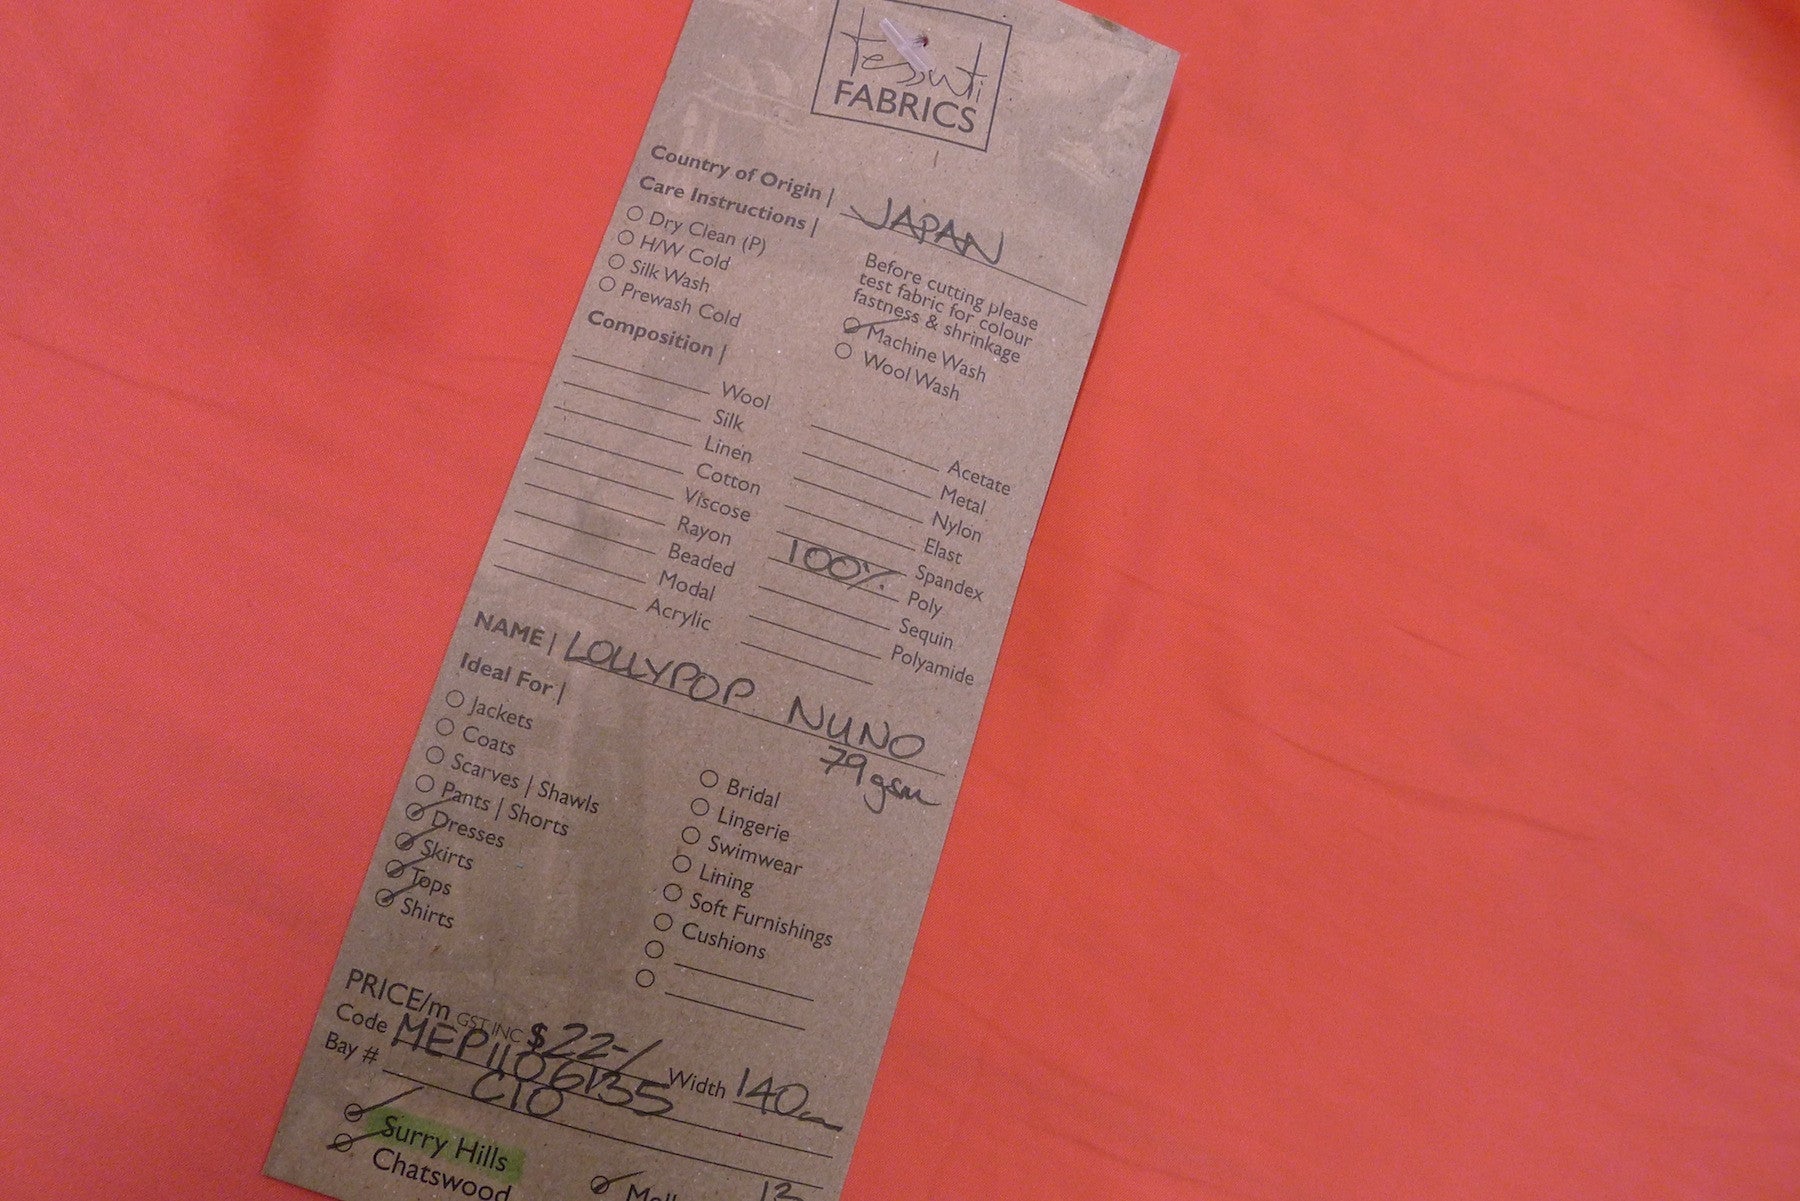 tessuti
FABRICS
Country of Origin | JAPAN
Care Instructions |
Dry Clean (P)
H/W Cold
Silk Wash
Prewash Cold
Before cutting please
test fabric for colour
fastness & shrinkage
Machine Wash
Wool Wash
Composition |
Wool
Silk
Linen
Cotton
Viscose
Rayon
Beaded
Modal
Acrylic
Acetate
Metal
Nylon
Elast
Spandex
100% Poly
Sequin
Polyamide
NAME | LOLLYPOP NUNO
79gsm
Ideal For |
Jackets
Coats
Scarves | Shawls
Pants | Shorts
Dresses
Skirts
Tops
Shirts
Bridal
Lingerie
Swimwear
Lining
Soft Furnishings
Cushions
PRICE/m GST INC $22-/ Width 140cm
Code MEP1106135
Bay # C10
Surry Hills
Chatswood